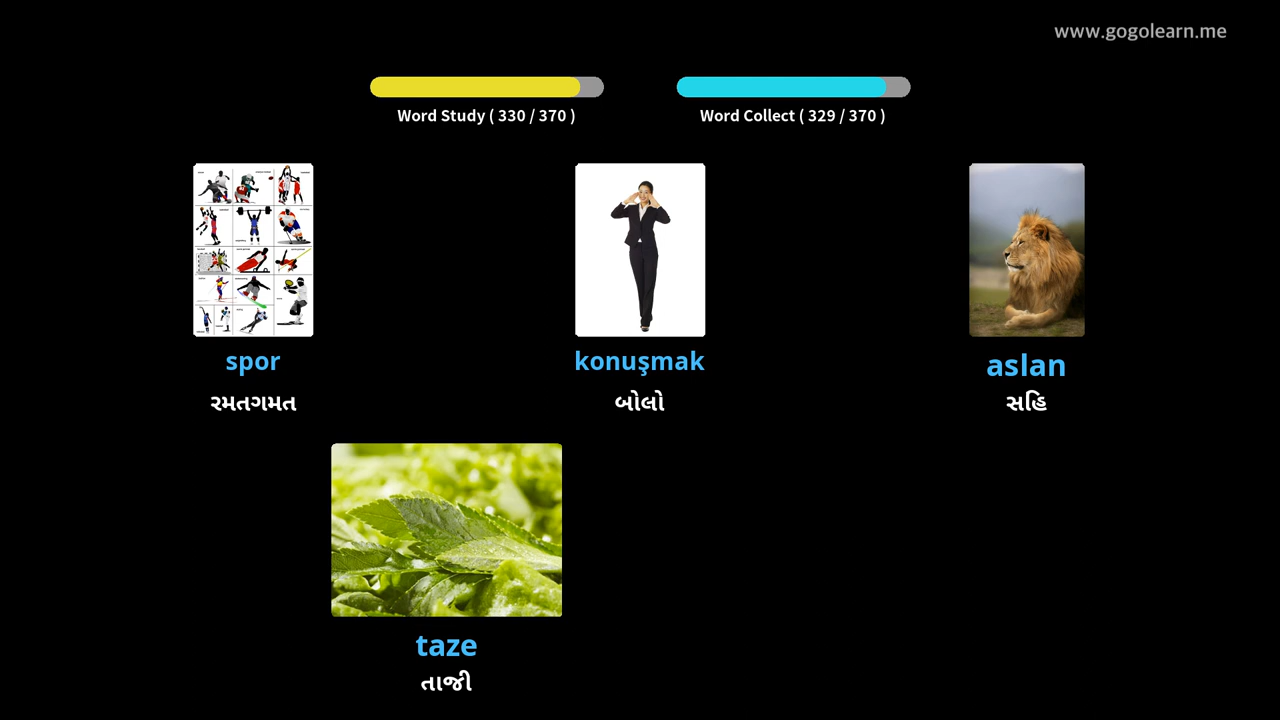 www.gogolearn.me
Word Study ( 330 / 370 )
Word Collect ( 329 / 370 )
spor
konuşmak
aslan
રમતગમત
બોલો
સહિ
taze
તાજી